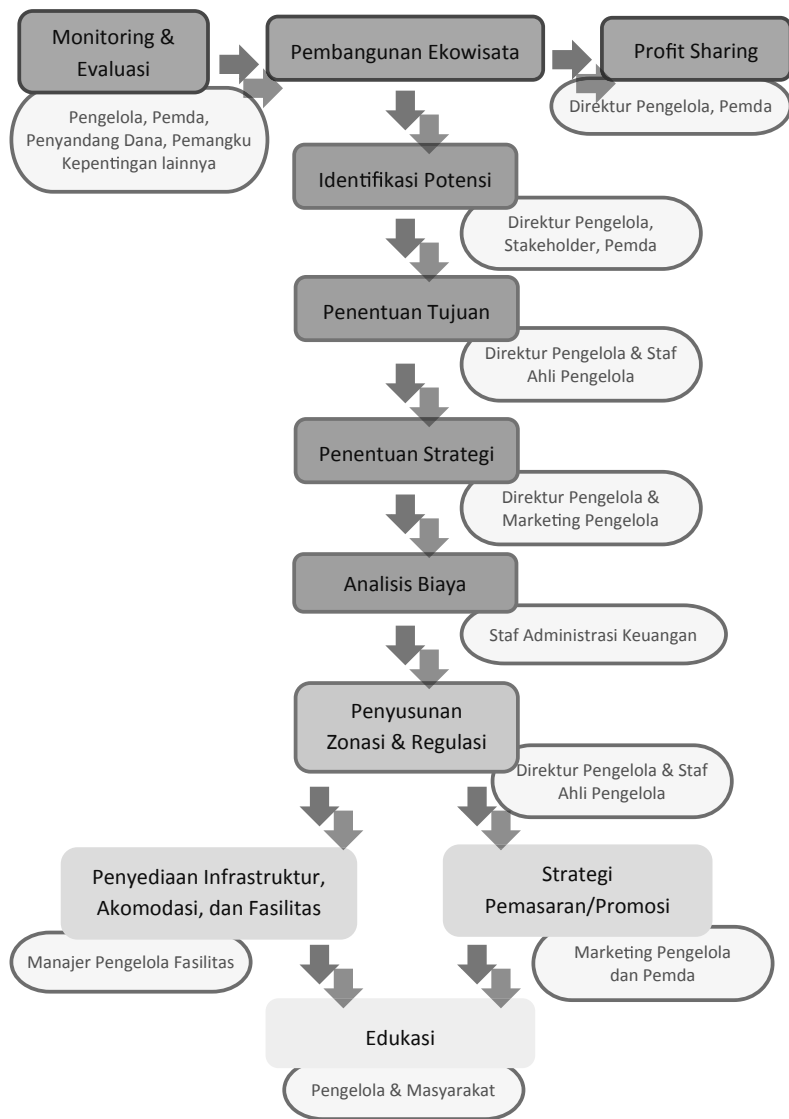 Monitoring &
Evaluasi
Pembangunan Ekowisata
Profit Sharing
Pengelola, Pemda,
Penyandang Dana, Pemangku
Kepentingan lainnya
Direktur Pengelola, Pemda
Identifikasi Potensi
Direktur Pengelola,
Stakeholder, Pemda
Penentuan Tujuan
Direktur Pengelola & Staf
Ahli Pengelola
Penentuan Strategi
Direktur Pengelola &
Marketing Pengelola
Analisis Biaya
Staf Administrasi Keuangan
Penyusunan
Zonasi & Regulasi
Direktur Pengelola & Staf
Ahli Pengelola
Penyediaan Infrastruktur,
Akomodasi, dan Fasilitas
Manajer Pengelola Fasilitas
Strategi
Pemasaran/Promosi
Marketing Pengelola
dan Pemda
Edukasi
Pengelola & Masyarakat